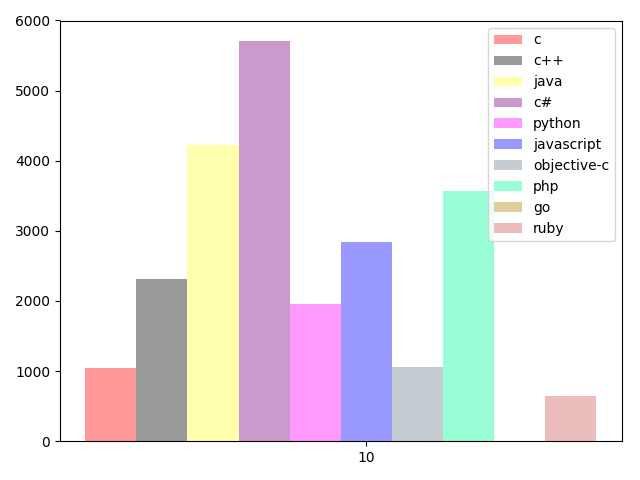 6000
5000
4000
3000
2000
1000
0
10
c
c++
java
c#
python
javascript
objective-c
php
go
ruby